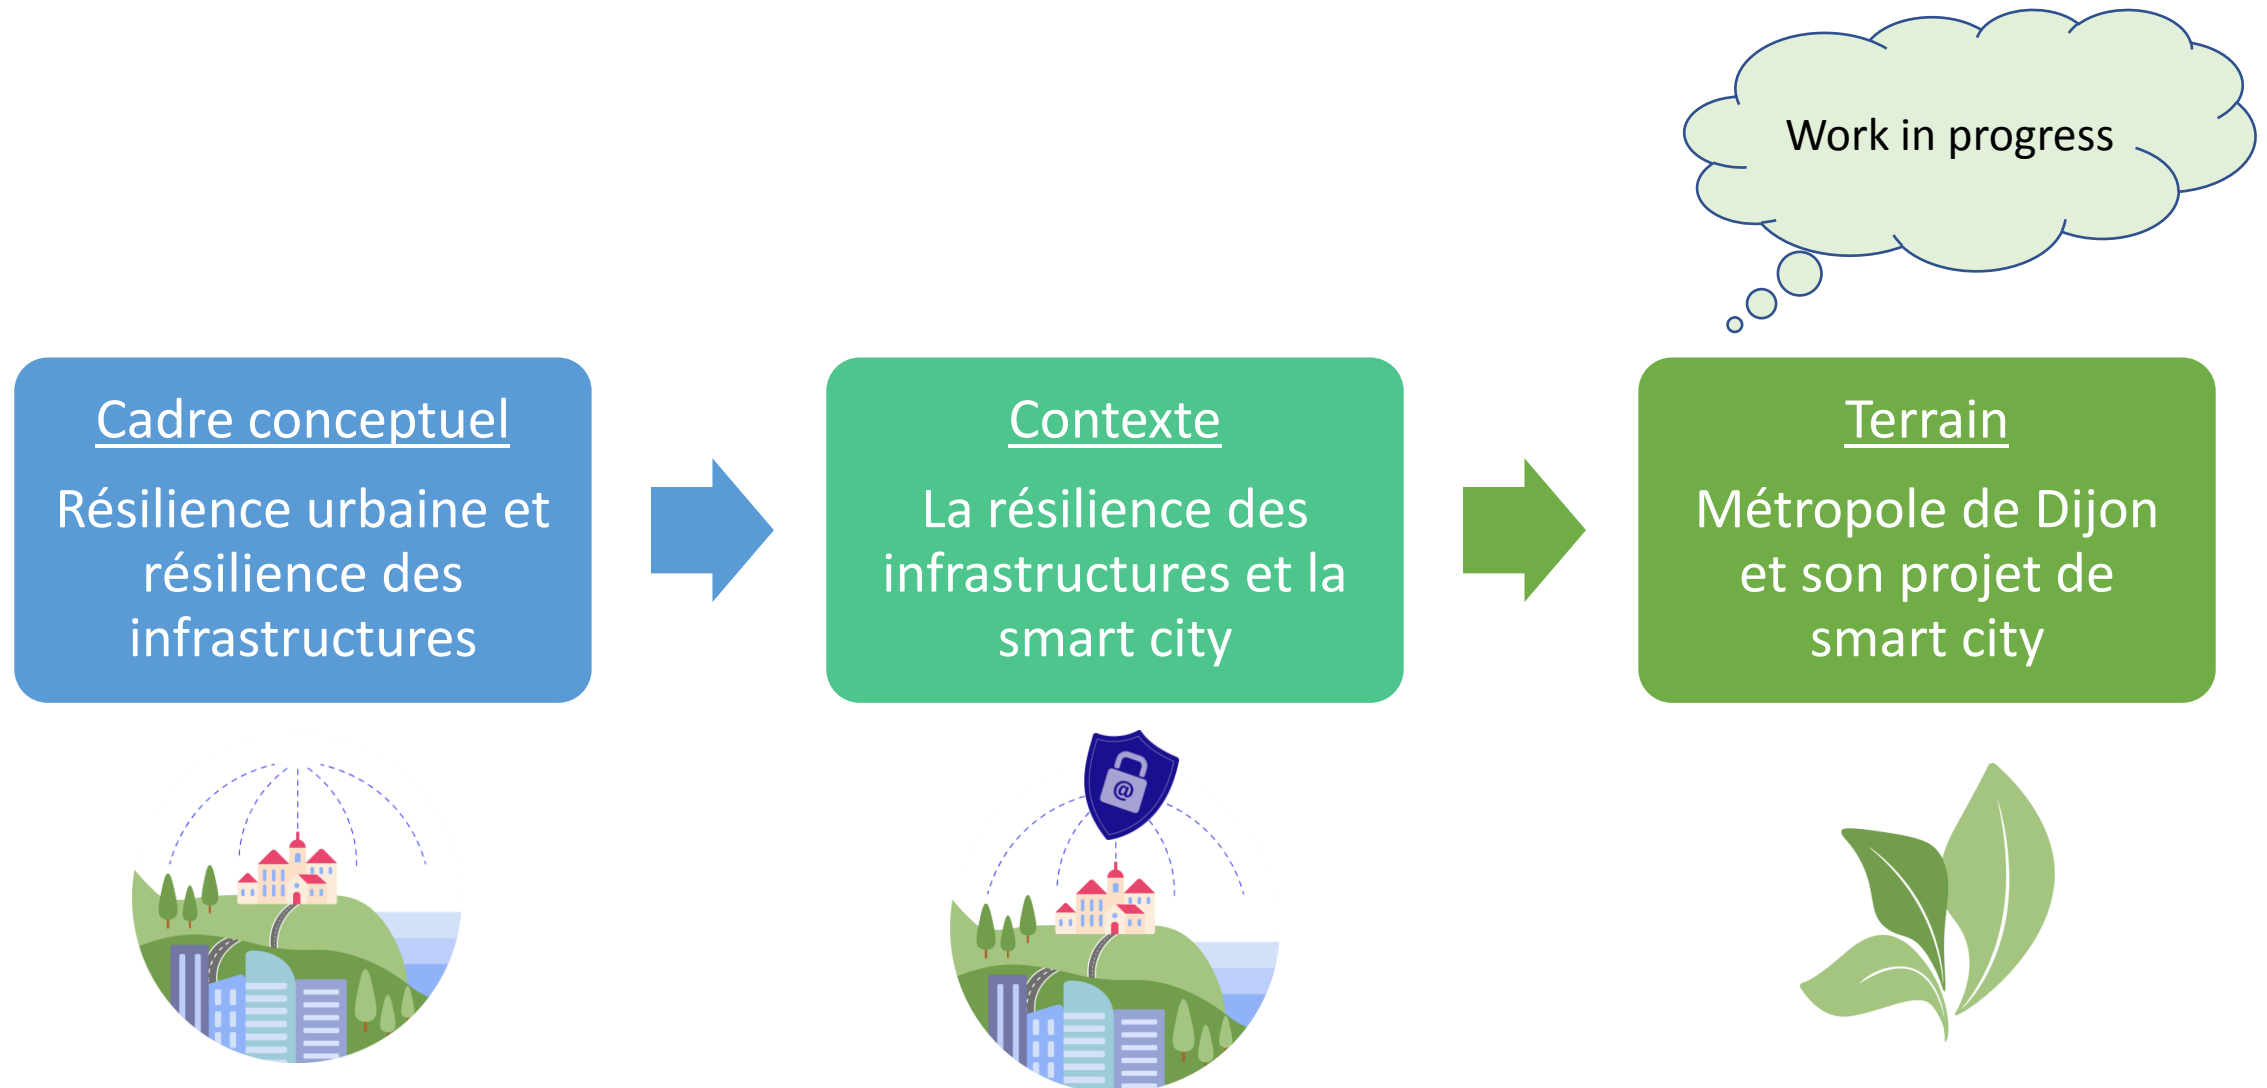 Work in progress
Cadre conceptuel
Résilience urbaine et
résilience des
infrastructures
Contexte
La résilience des
infrastructures et la
smart city
Terrain
Métropole de Dijon
et son projet de
smart city
@
@